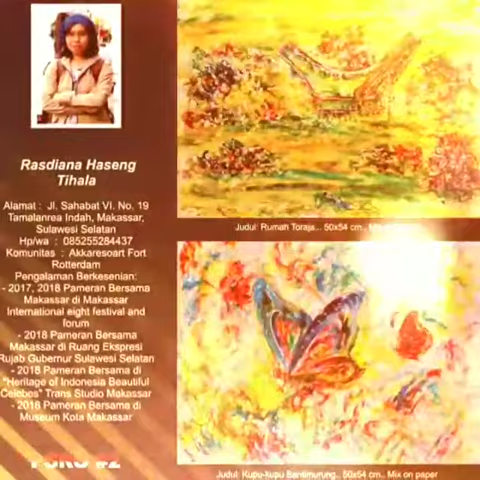 Rasdiana Haseng
Tihala
Alamat : Jl. Sahabat VI. No. 19
Tamalanrea Indah, Makassar,
Sulawesi Selatan
Hp/wa : 085255284437
Komunitas : Akkaresoart Fort
Rotterdam
Pengalaman Berkesenian:
- 2017, 2018 Pameran Bersama
Makassar di Makassar
International eight festival and
forum
- 2018 Pameran Bersama
Makassar di Ruang Ekspresi
Rujab Gubernur Sulawesi Selatan
- 2018 Pameran Bersama di
"Heritage of Indonesia Beautiful
Celebes" Trans Studio Makassar
- 2018 Pameran Bersama di
Museum Kota Makassar
#2
Judul: Rumah Toraja.. 50x54 cm..
Judul: Kupu-kupu Bantimurung.. 50x54 cm.. Mix on paper